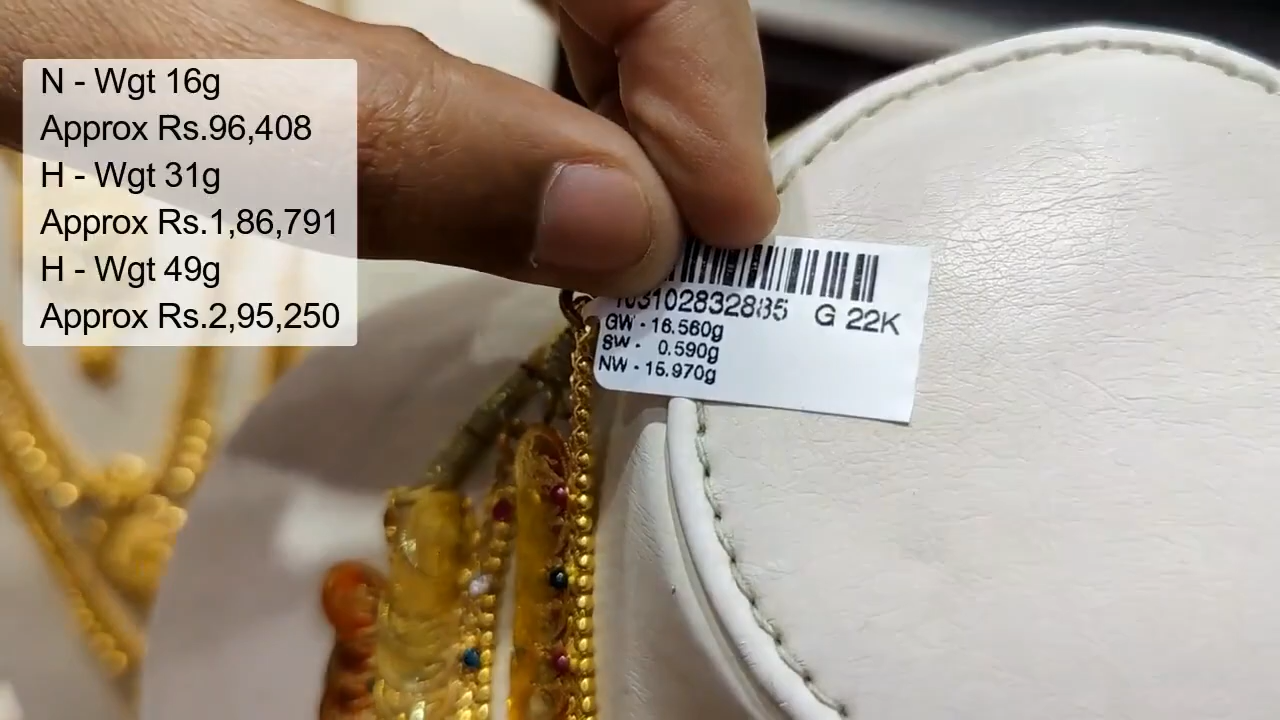 N - Wgt 16g
Approx Rs.96,408
H - Wgt 31g
Approx Rs.1,86,791
H - Wgt 49g
Approx Rs.2,95,250
103102832885 G 22K
GW - 16.560g
SW - 0.590g
NW - 15.970g